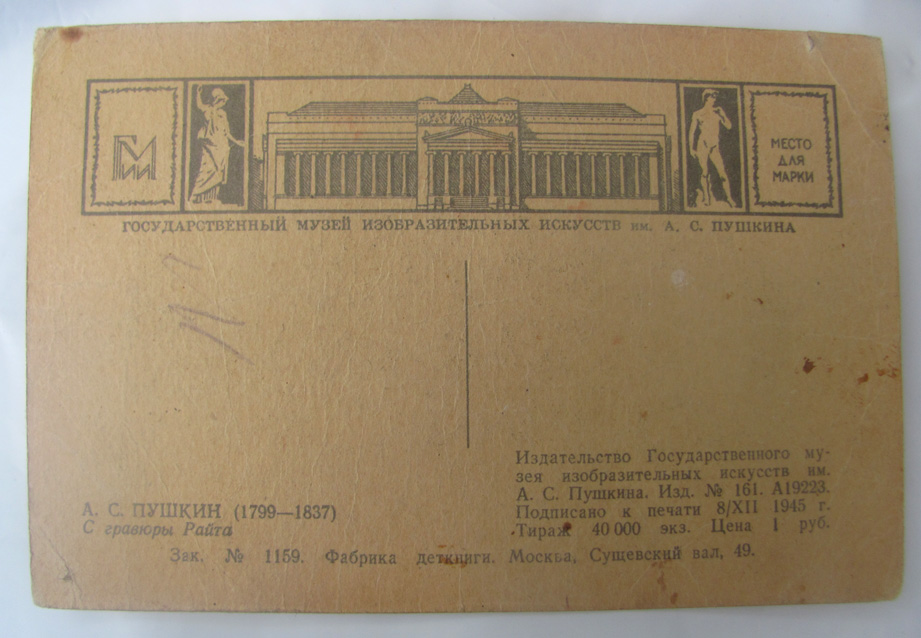 ГМИИ
МЕСТО
ДЛЯ
МАРКИ
ГОСУДАРСТВЕННЫЙ МУЗЕЙ ИЗОБРАЗИТЕЛЬНЫХ ИСКУССТВ им. А. С. ПУШКИНА
А. С. ПУШКИН (1799—1837)
С гравюры Райта
Издательство Государственного му-
зея изобразительных искусств им.
А. С. Пушкина. Изд. № 161. А19223.
Подписано к печати 8/XII 1945 г.
Тираж 40 000 экз. Цена 1 руб.
Зак. № 1159. Фабрика деткниги. Москва, Сущевский вал, 49.